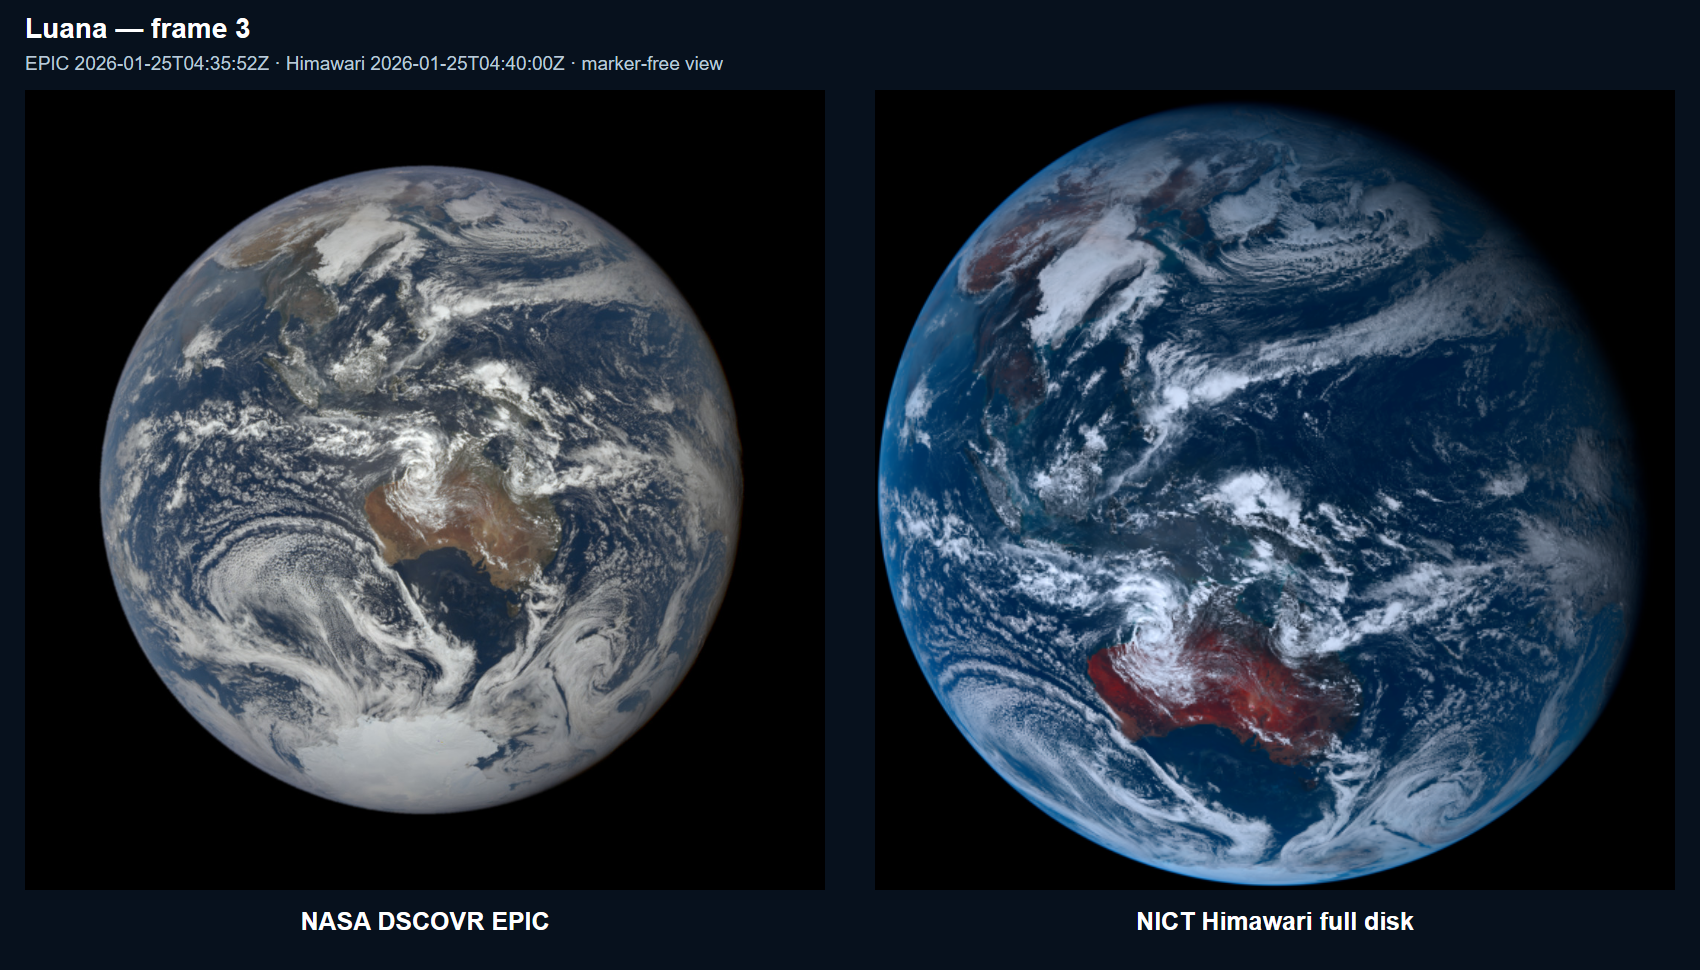 Luana — frame 3
EPIC 2026-01-25T04:35:52Z · Himawari 2026-01-25T04:40:00Z · marker-free view
NASA DSCOVR EPIC
NICT Himawari full disk